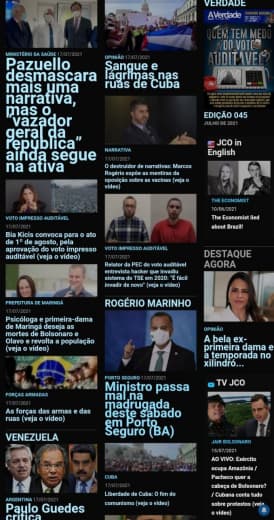 MINISTÉRIO DA SAÚDE 17/07/2021
Pazuello
desmascara
mais uma
narrativa,
mas o
"vazador
geral da
república"
ainda segue
na ativa
VOTO IMPRESSO AUDITÁVEL
17/07/2021
Bia Kicis convoca para o ato
de 1º de agosto, pela
aprovação do voto impresso
auditável (veja o vídeo)
PREFEITURA DE MARINGÁ
17/07/2021
Psicóloga e primeira-dama
de Maringá deseja as
mortes de Bolsonaro e
Olavo e revolta a população
(veja o vídeo)
FORÇAS ARMADAS
17/07/2021
As forças das armas e das
ruas (veja o vídeo)
VENEZUELA
ARGENTINA 17/07/2021
Paulo Guedes
critica
OPINIÃO 17/07/2021
Sangue e
lágrimas nas
ruas de Cuba
NARRATIVA
17/07/2021
O destruidor de narrativas: Marcos
Rogério expõe as mentiras da
oposição sobre as vacinas (veja o
vídeo)
VOTO IMPRESSO AUDITÁVEL
17/07/2021
Relator da PEC do voto auditável
entrevista hacker que invadiu
sistema do TSE em 2020: "É fácil
invadir de novo" (veja o vídeo)
ROGÉRIO MARINHO
PORTO SEGURO 17/07/2021
Ministro passa
mal na
madrugada
deste sábado
em Porto
Seguro (BA)
CUBA
17/07/2021
Liberdade de Cuba: O fim do
comunismo (veja o vídeo)
VERDADE
A Verdade
QUEM TEM MEDO
DO VOTO
AUDITÁVEL?
EDIÇÃO 045
JULHO DE 2021
JCO in
English
THE ECONOMIST
10/06/2021
The Economist lied
about Brazil!
DESTAQUE
AGORA
OPINIÃO
A bela ex-
primeira dama e
a temporada no
xilindró...
TV JCO
JAIR BOLSONARO
15/07/2021
AO VIVO: Exército
ocupa Amazônia /
Pacheco quer a
cabeça de Bolsonaro?
/ Cubana conta tudo
sobre protestos (veja
o vídeo)